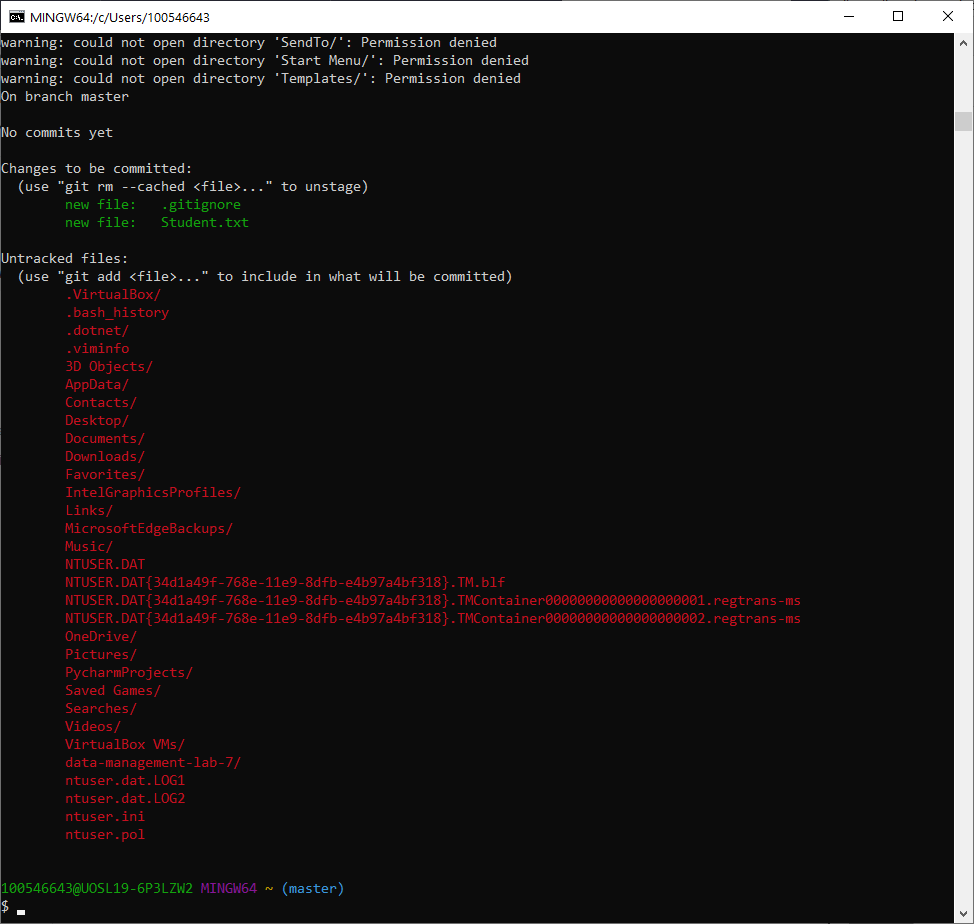 MINGW64:/c/Users/100546643
warning: could not open directory 'SendTo/': Permission denied
warning: could not open directory 'Start Menu/': Permission denied
warning: could not open directory 'Templates/': Permission denied
On branch master
No commits yet
Changes to be committed:
  (use "git rm --cached <file>..." to unstage)
        new file:   .gitignore
        new file:   Student.txt
Untracked files:
  (use "git add <file>..." to include in what will be committed)
        .VirtualBox/
        .bash_history
        .dotnet/
        .viminfo
        3D Objects/
        AppData/
        Contacts/
        Desktop/
        Documents/
        Downloads/
        Favorites/
        IntelGraphicsProfiles/
        Links/
        MicrosoftEdgeBackups/
        Music/
        NTUSER.DAT
        NTUSER.DAT{34d1a49f-768e-11e9-8dfb-e4b97a4bf318}.TM.blf
        NTUSER.DAT{34d1a49f-768e-11e9-8dfb-e4b97a4bf318}.TMContainer00000000000000000001.regtrans-ms
        NTUSER.DAT{34d1a49f-768e-11e9-8dfb-e4b97a4bf318}.TMContainer00000000000000000002.regtrans-ms
        OneDrive/
        Pictures/
        PycharmProjects/
        Saved Games/
        Searches/
        Videos/
        VirtualBox VMs/
        data-management-lab-7/
        ntuser.dat.LOG1
        ntuser.dat.LOG2
        ntuser.ini
        ntuser.pol
100546643@UOSL19-6P3LZW2 MINGW64 ~ (master)
$